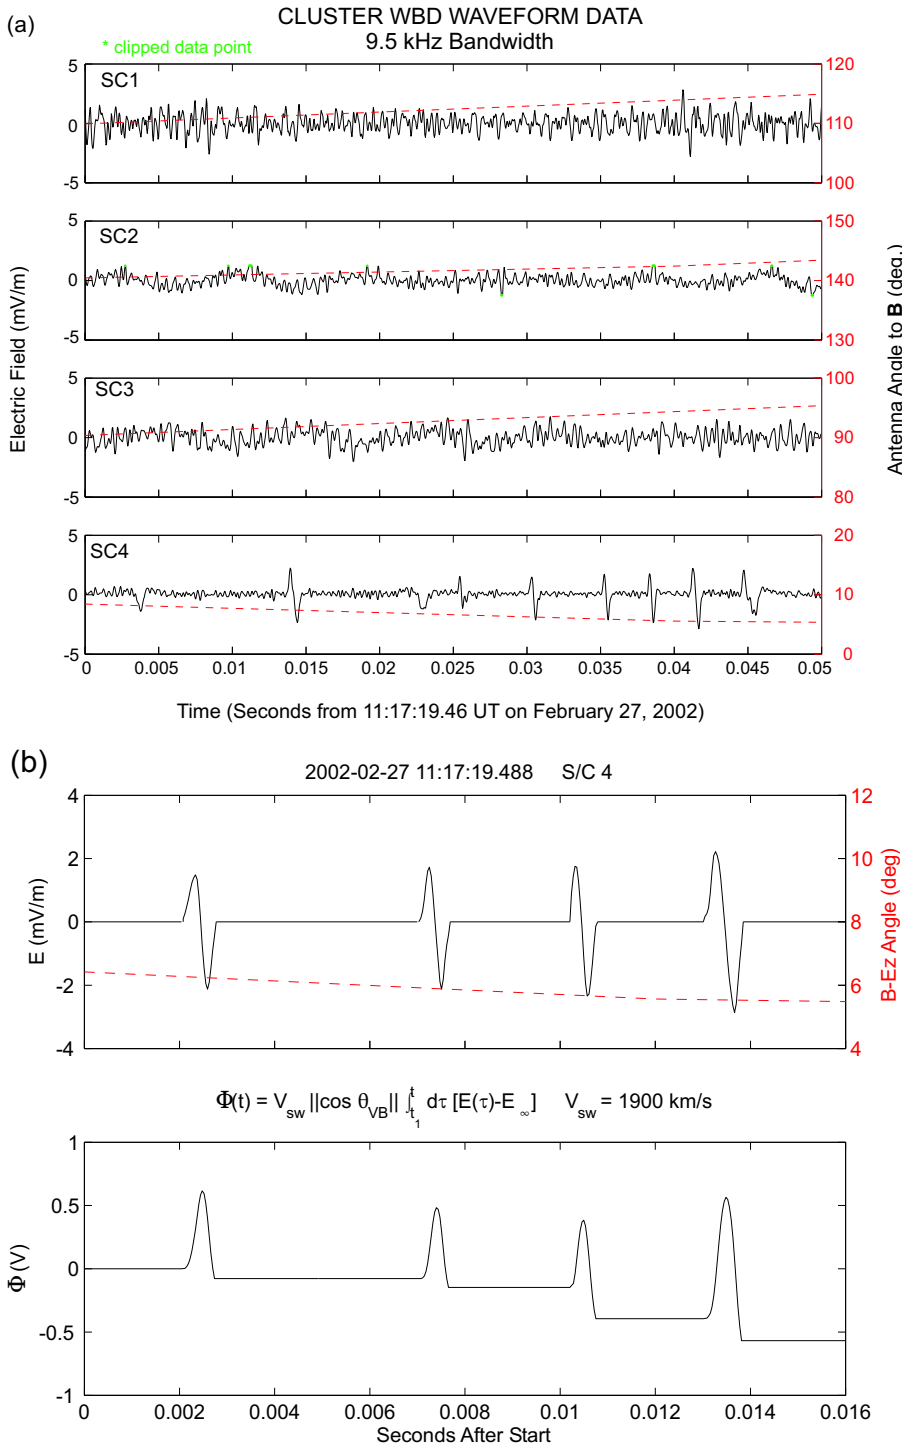 (a)
CLUSTER WBD WAVEFORM DATA
9.5 kHz Bandwidth
* clipped data point
Electric Field (mV/m)
Antenna Angle to B (deg.)
SC1
5
0
-5
120
110
100
SC2
5
0
-5
150
140
130
SC3
5
0
-5
100
90
80
SC4
5
0
-5
20
10
0
0 0.005 0.01 0.015 0.02 0.025 0.03 0.035 0.04 0.045 0.05
Time (Seconds from 11:17:19.46 UT on February 27, 2002)
(b)
2002-02-27 11:17:19.488 S/C 4
E (mV/m)
4
2
0
-2
-4
12
10
8
6
4
B-Ez Angle (deg)
Φ(t) = V_sw ||cos θ_VB|| ∫_t₁^t dτ [E(τ)-E_∞] V_sw = 1900 km/s
Φ (V)
1
0.5
0
-0.5
-1
0 0.002 0.004 0.006 0.008 0.01 0.012 0.014 0.016
Seconds After Start